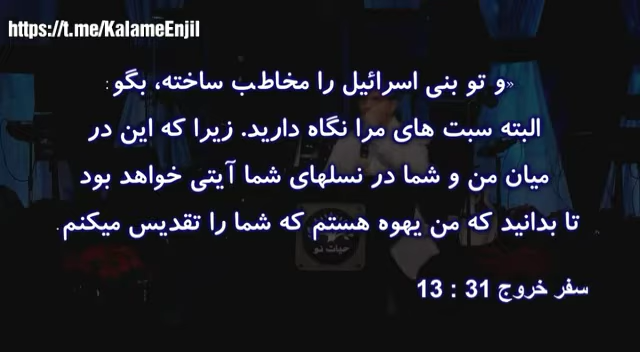 https://t.me/KalameEnjil
«و تو بنی اسرائیل را مخاطب ساخته، بگو:
البته سبت های مرا نگاه دارید. زیرا که این در
میان من و شما در نسلهای شما آیتی خواهد بود
تا بدانید که من یهوه هستم که شما را تقدیس میکنم.
سفر خروج 31 : 13
حیات نو